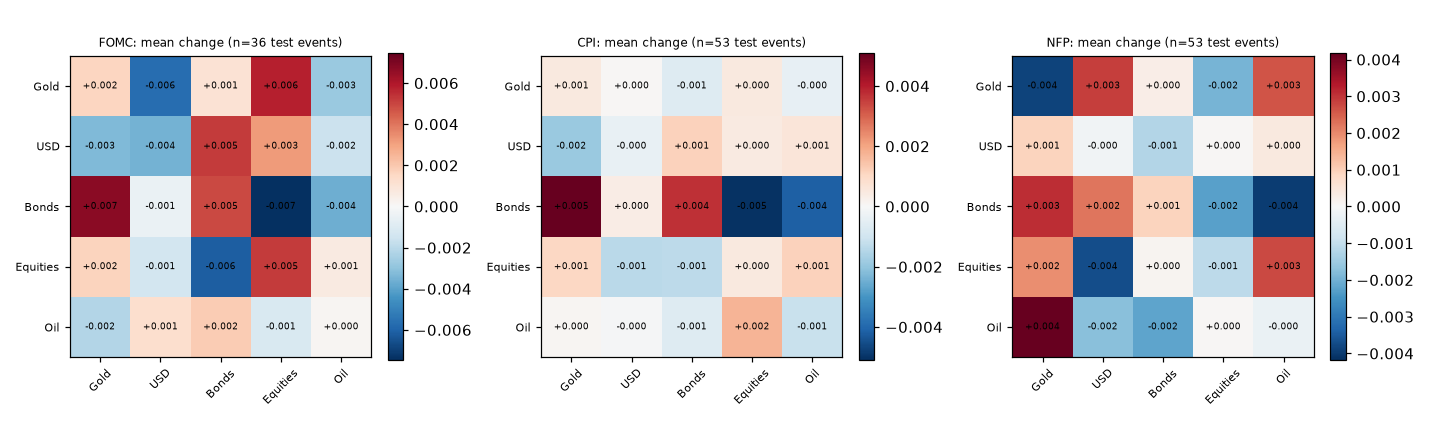 FOMC: mean change (n=36 test events)
Gold +0.002 -0.006 +0.001 +0.006 -0.003
USD -0.003 -0.004 +0.005 +0.003 -0.002
Bonds +0.007 -0.001 +0.005 -0.007 -0.004
Equities +0.002 -0.001 -0.006 +0.005 +0.001
Oil -0.002 +0.001 +0.002 -0.001 +0.000
Gold USD Bonds Equities Oil
0.006
0.004
0.002
0.000
−0.002
−0.004
−0.006
CPI: mean change (n=53 test events)
Gold +0.001 +0.000 -0.001 +0.000 -0.000
USD -0.002 -0.000 +0.001 +0.000 +0.001
Bonds +0.005 +0.000 +0.004 -0.005 -0.004
Equities +0.001 -0.001 -0.001 +0.000 +0.001
Oil +0.000 -0.000 -0.001 +0.002 -0.001
Gold USD Bonds Equities Oil
0.004
0.002
0.000
−0.002
−0.004
NFP: mean change (n=53 test events)
Gold -0.004 +0.003 +0.000 -0.002 +0.003
USD +0.001 -0.000 -0.001 +0.000 +0.000
Bonds +0.003 +0.002 +0.001 -0.002 -0.004
Equities +0.002 -0.004 +0.000 -0.001 +0.003
Oil +0.004 -0.002 -0.002 +0.000 -0.000
Gold USD Bonds Equities Oil
0.004
0.003
0.002
0.001
0.000
−0.001
−0.002
−0.003
−0.004